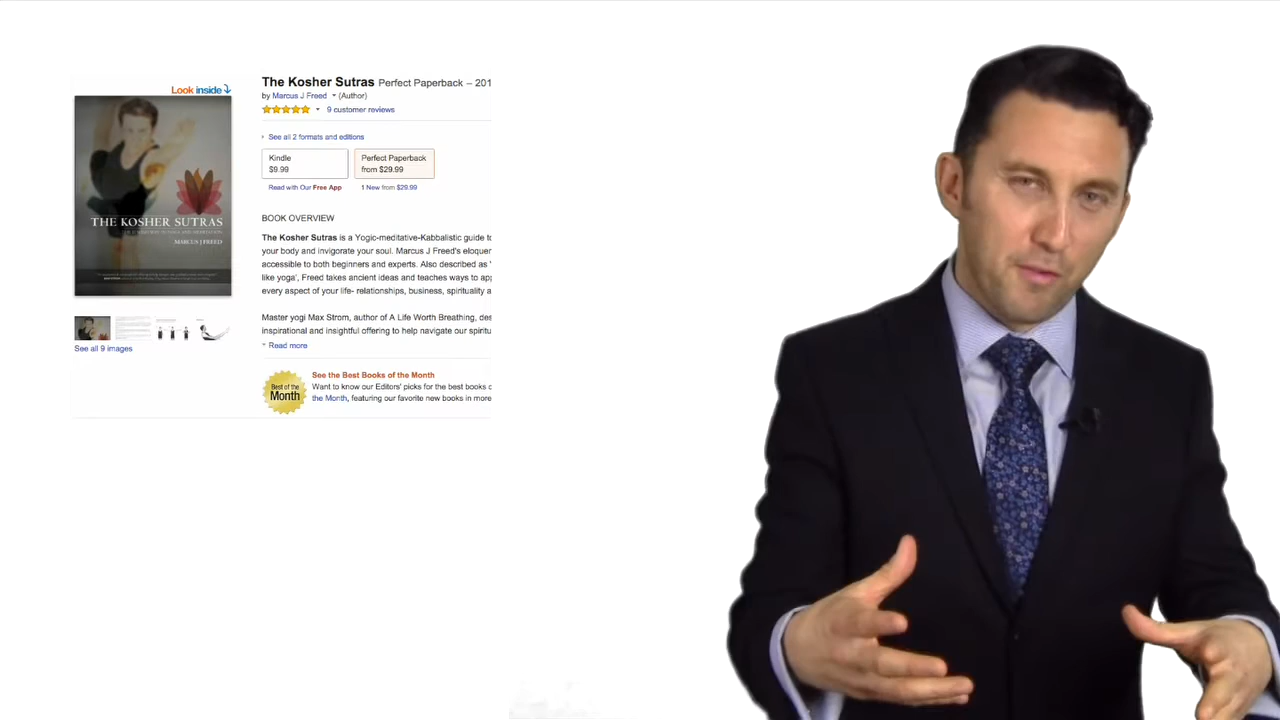 Look inside
The Kosher Sutras Perfect Paperback – 201
by Marcus J Freed (Author)
9 customer reviews
See all 2 formats and editions
Kindle
$9.99
Perfect Paperback
from $29.99
Read with Our Free App
1 New from $29.99
THE KOSHER SUTRAS
MARCUS J FREED
BOOK OVERVIEW
The Kosher Sutras is a Yogic-meditative-Kabbalistic guide to
your body and invigorate your soul. Marcus J Freed's eloquer
accessible to both beginners and experts. Also described as '
like yoga', Freed takes ancient ideas and teaches ways to app
every aspect of your life- relationships, business, spirituality a
Master yogi Max Strom, author of A Life Worth Breathing, des
inspirational and insightful offering to help navigate our spiritu
Read more
See all 9 images
Best of the
Month
See the Best Books of the Month
Want to know our Editors' picks for the best books o
the Month, featuring our favorite new books in more